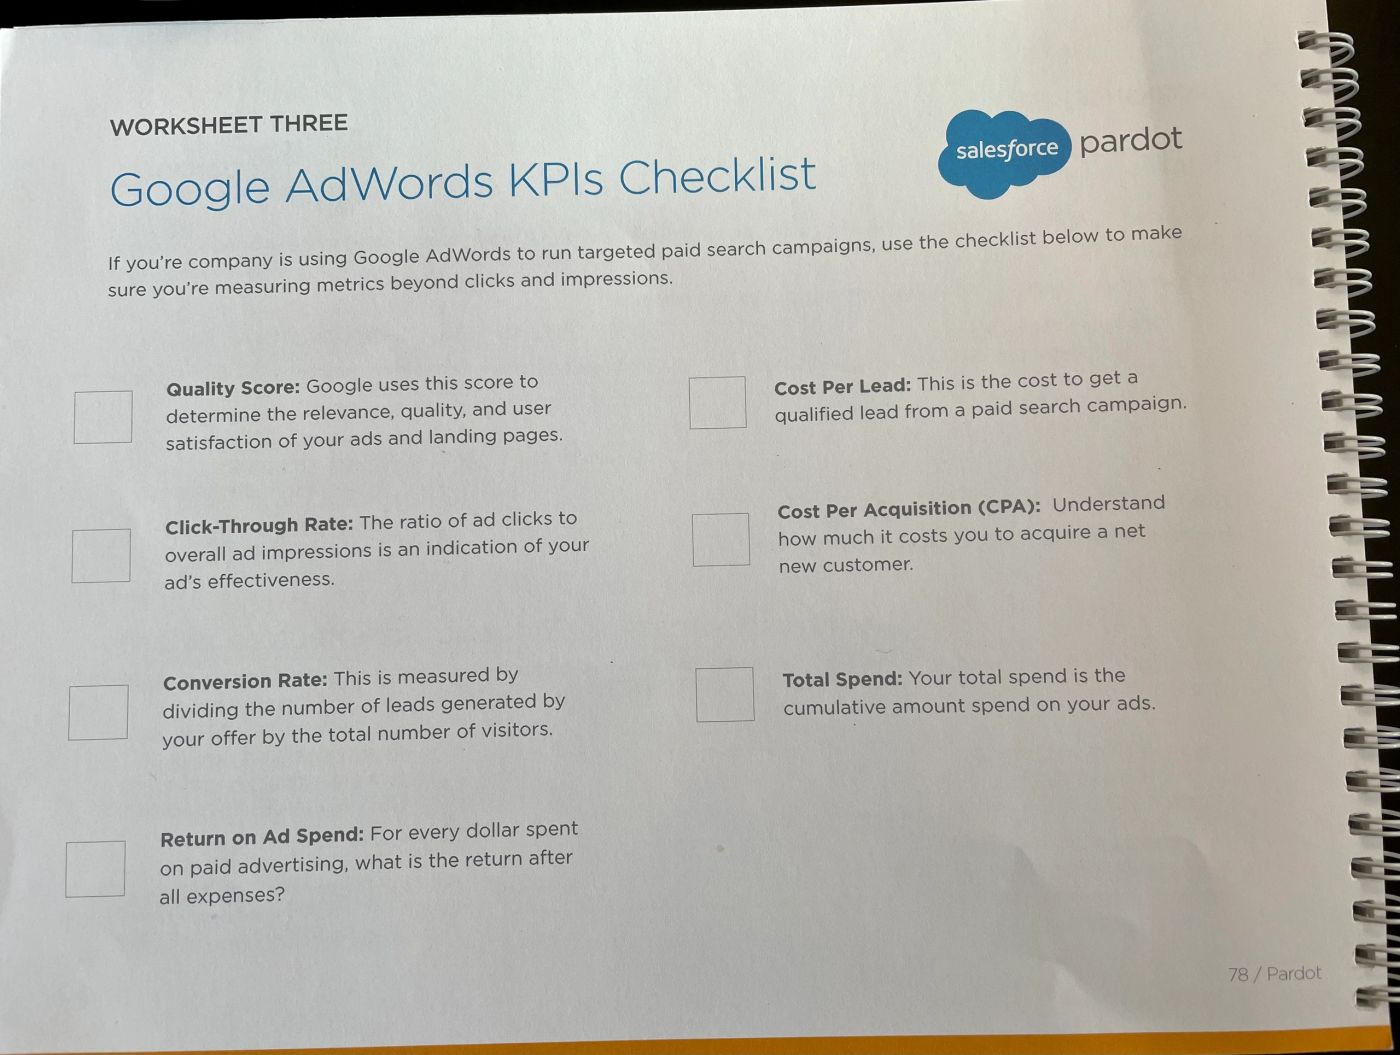 WORKSHEET THREE
Google AdWords KPIs Checklist
salesforce pardot
If you're company is using Google AdWords to run targeted paid search campaigns, use the checklist below to make
sure you're measuring metrics beyond clicks and impressions.
Quality Score: Google uses this score to
determine the relevance, quality, and user
satisfaction of your ads and landing pages.
Click-Through Rate: The ratio of ad clicks to
overall ad impressions is an indication of your
ad's effectiveness.
Conversion Rate: This is measured by
dividing the number of leads generated by
your offer by the total number of visitors.
Return on Ad Spend: For every dollar spent
on paid advertising, what is the return after
all expenses?
Cost Per Lead: This is the cost to get a
qualified lead from a paid search campaign.
Cost Per Acquisition (CPA): Understand
how much it costs you to acquire a net
new customer.
Total Spend: Your total spend is the
cumulative amount spend on your ads.
78 / Pardot